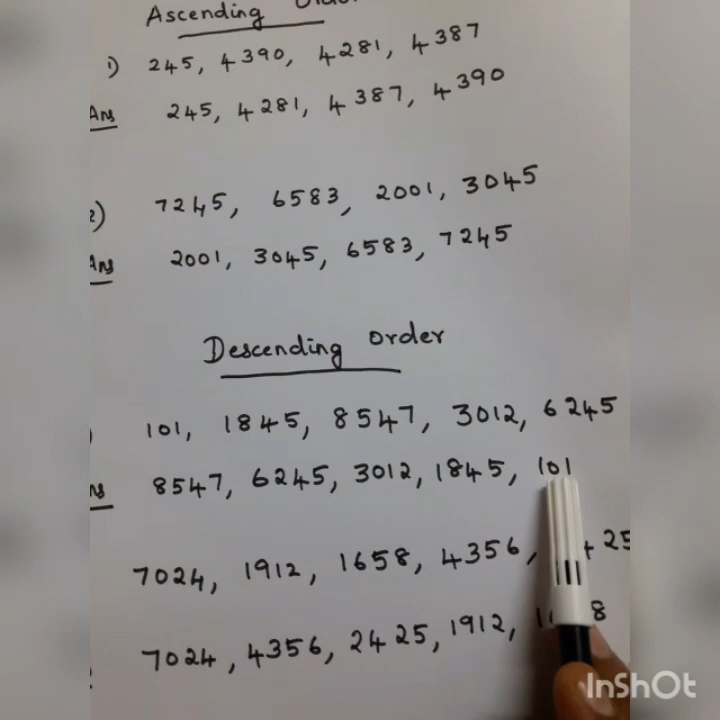 Ascending Order
1) 245, 4390, 4281, 4387
Ans 245, 4281, 4387, 4390
2) 7245, 6583, 2001, 3045
Ans 2001, 3045, 6583, 7245
Descending order
101, 1845, 8547, 3012, 6245
8547, 6245, 3012, 1845, 101
7024, 1912, 1658, 4356,
7024, 4356, 2425, 1912,
InShOt